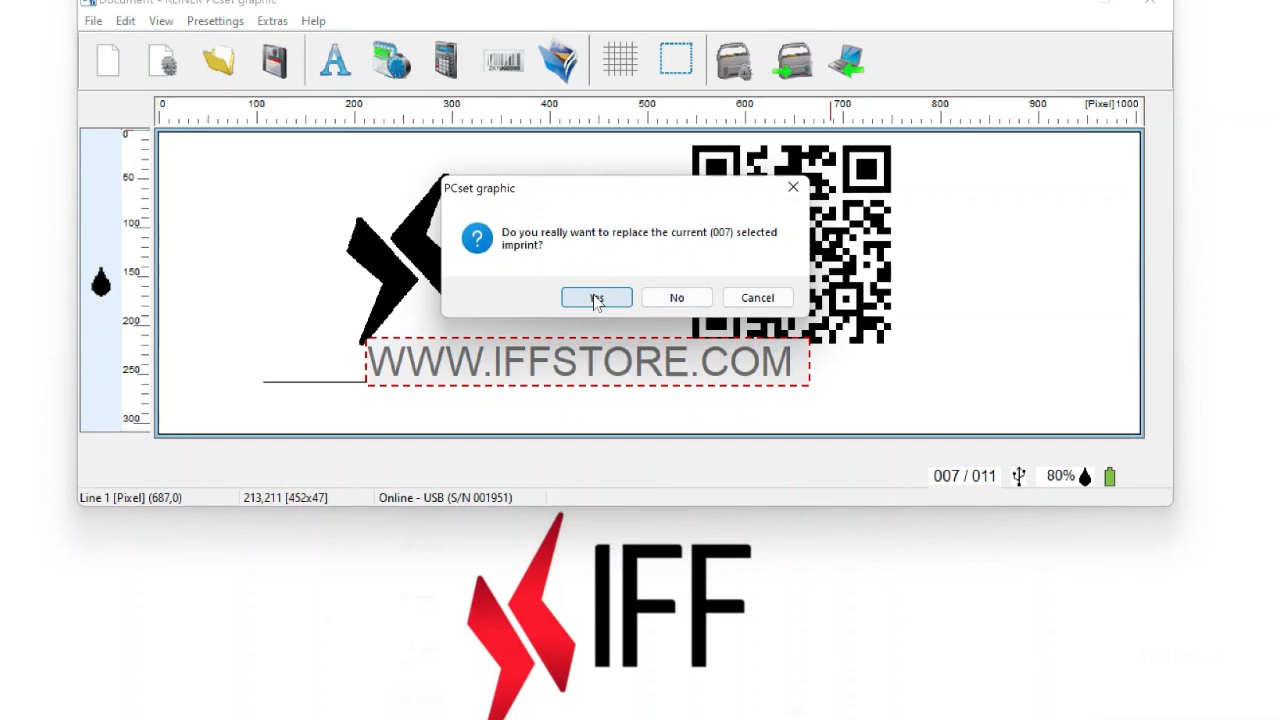 Document - REINER PCset graphic
File Edit View Presettings Extras Help
0 100 200 300 400 500 600 700 800 900 [Pixel]1000
0
50
100
150
200
250
300
PCset graphic
Do you really want to replace the current (007) selected
imprint?
Yes No Cancel
WWW.IFFSTORE.COM
007 / 011 80%
Line 1 [Pixel] (687,0) 213,211 [452x47] Online - USB (S/N 001951)
IFF